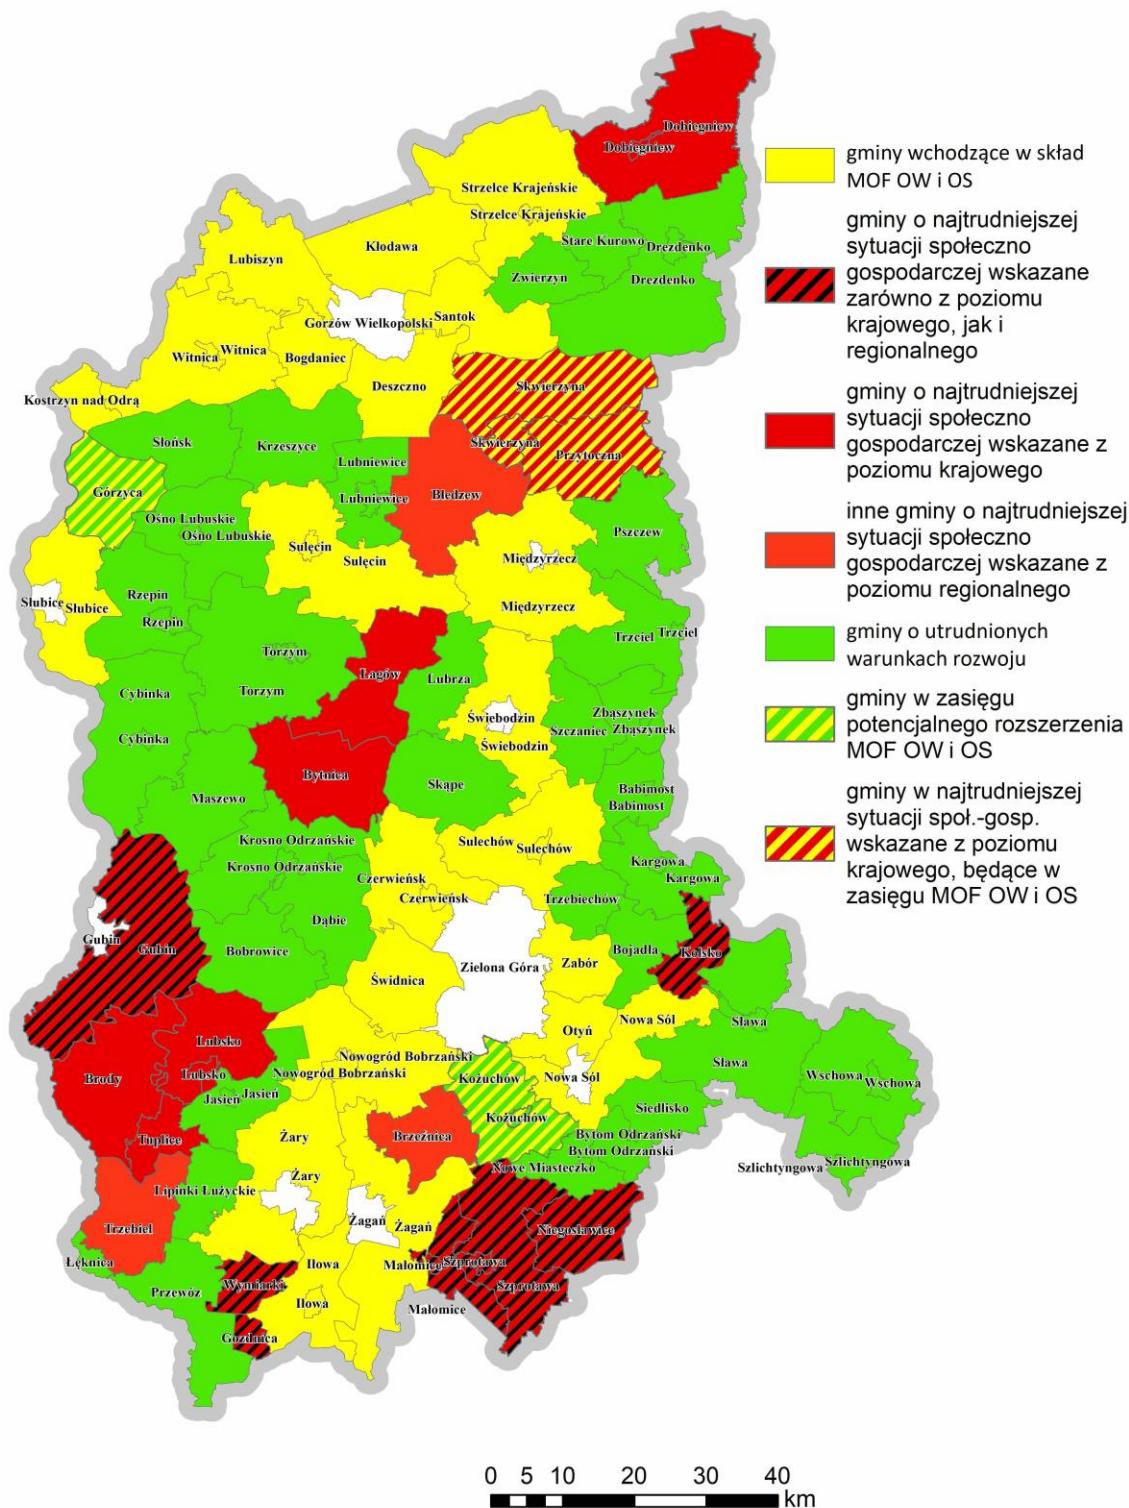 Dobiegniew
Dobiegniew
Strzelce Krajeńskie
Strzelce Krajeńskie
Stare Kurowo
Drezdenko
Drezdenko
Zwierzyn
Kłodawa
Lubiszyn
Gorzów Wielkopolski
Santok
Witnica
Witnica
Bogdaniec
Deszczno
Kostrzyn nad Odrą
Skwierzyna
Skwierzyna
Przytoczna
Słońsk
Krzeszyce
Lubniewice
Lubniewice
Bledzew
Górzyca
Ośno Lubuskie
Ośno Lubuskie
Sulęcin
Sulęcin
Międzyrzecz
Międzyrzecz
Pszczew
Słubice
Słubice
Rzepin
Rzepin
Trzciel
Trzciel
Torzym
Torzym
Łagów
Lubrza
Cybinka
Cybinka
Świebodzin
Świebodzin
Szczaniec
Zbąszynek
Zbąszynek
Bytnica
Skąpe
Maszewo
Babimost
Babimost
Krosno Odrzańskie
Krosno Odrzańskie
Sulechów
Sulechów
Czerwieńsk
Czerwieńsk
Kargowa
Kargowa
Trzebiechów
Dąbie
Gubin
Gubin
Bobrowice
Świdnica
Zielona Góra
Zabór
Bojadła
Kolsko
Otyń
Nowa Sól
Nowa Sól
Sława
Sława
Lubsko
Lubsko
Brody
Nowogród Bobrzański
Nowogród Bobrzański
Jasień
Jasień
Kożuchów
Kożuchów
Wschowa
Wschowa
Siedlisko
Tuplice
Żary
Żary
Brzeźnica
Bytom Odrzański
Bytom Odrzański
Nowe Miasteczko
Szlichtyngowa
Szlichtyngowa
Lipinki Łużyckie
Trzebiel
Żagań
Żagań
Niegosławice
Łęknica
Przewóz
Wymiarki
Iłowa
Iłowa
Małomice
Małomice
Szprotawa
Szprotawa
Gozdnica
gminy wchodzące w skład
MOF OW i OS
gminy o najtrudniejszej
sytuacji społeczno
gospodarczej wskazane
zarówno z poziomu
krajowego, jak i
regionalnego
gminy o najtrudniejszej
sytuacji społeczno
gospodarczej wskazane z
poziomu krajowego
inne gminy o najtrudniejszej
sytuacji społeczno
gospodarczej wskazane z
poziomu regionalnego
gminy o utrudnionych
warunkach rozwoju
gminy w zasięgu
potencjalnego rozszerzenia
MOF OW i OS
gminy w najtrudniejszej
sytuacji społ.-gosp.
wskazane z poziomu
krajowego, będące w
zasięgu MOF OW i OS
0 5 10 20 30 40
km